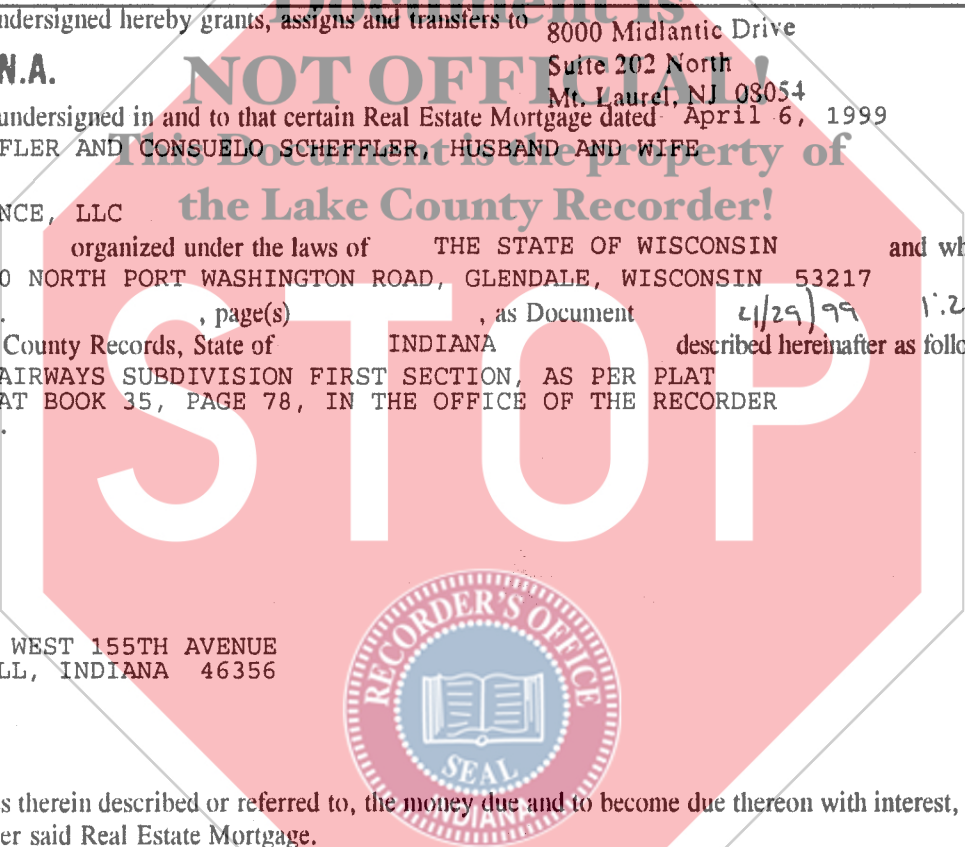 Document is
ndersigned hereby grants, assigns and transfers to
8000 Midlantic Drive
N.A.
Suite 202 North
NOT OFFICIAL!
Mt. Laurel, NJ 08054
undersigned in and to that certain Real Estate Mortgage dated April 6, 1999
FLER AND CONSUELO SCHEFFLER, HUSBAND AND WIFE
This Document is the property of
NCE, LLC
the Lake County Recorder!
organized under the laws of THE STATE OF WISCONSIN and wh
0 NORTH PORT WASHINGTON ROAD, GLENDALE, WISCONSIN 53217
. , page(s) , as Document 4/29/99 1:2
County Records, State of INDIANA described hereinafter as follo
AIRWAYS SUBDIVISION FIRST SECTION, AS PER PLAT
AT BOOK 35, PAGE 78, IN THE OFFICE OF THE RECORDER
.
STOP
RECORDER'S OFFICE
WEST 155TH AVENUE
LL, INDIANA 46356
SEAL
INDIANA
s therein described or referred to, the money due and to become due thereon with interest,
er said Real Estate Mortgage.